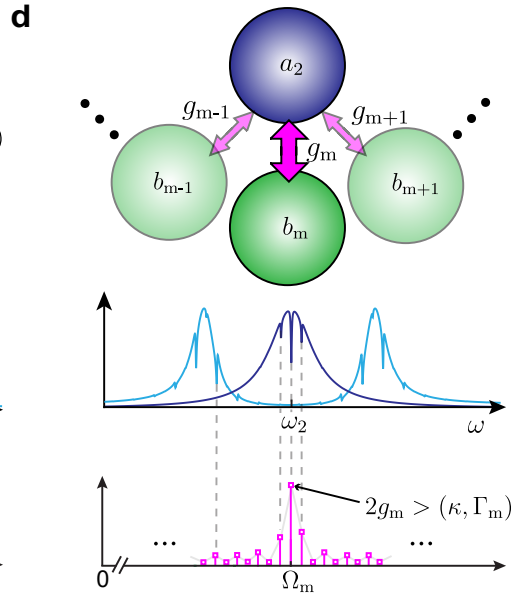 d
a₂
gₘ₋₁
gₘ₊₁
gₘ
bₘ₋₁
bₘ₊₁
bₘ
)
ω₂
ω
2gₘ > (κ, Γₘ)
... ...
0
Ωₘ